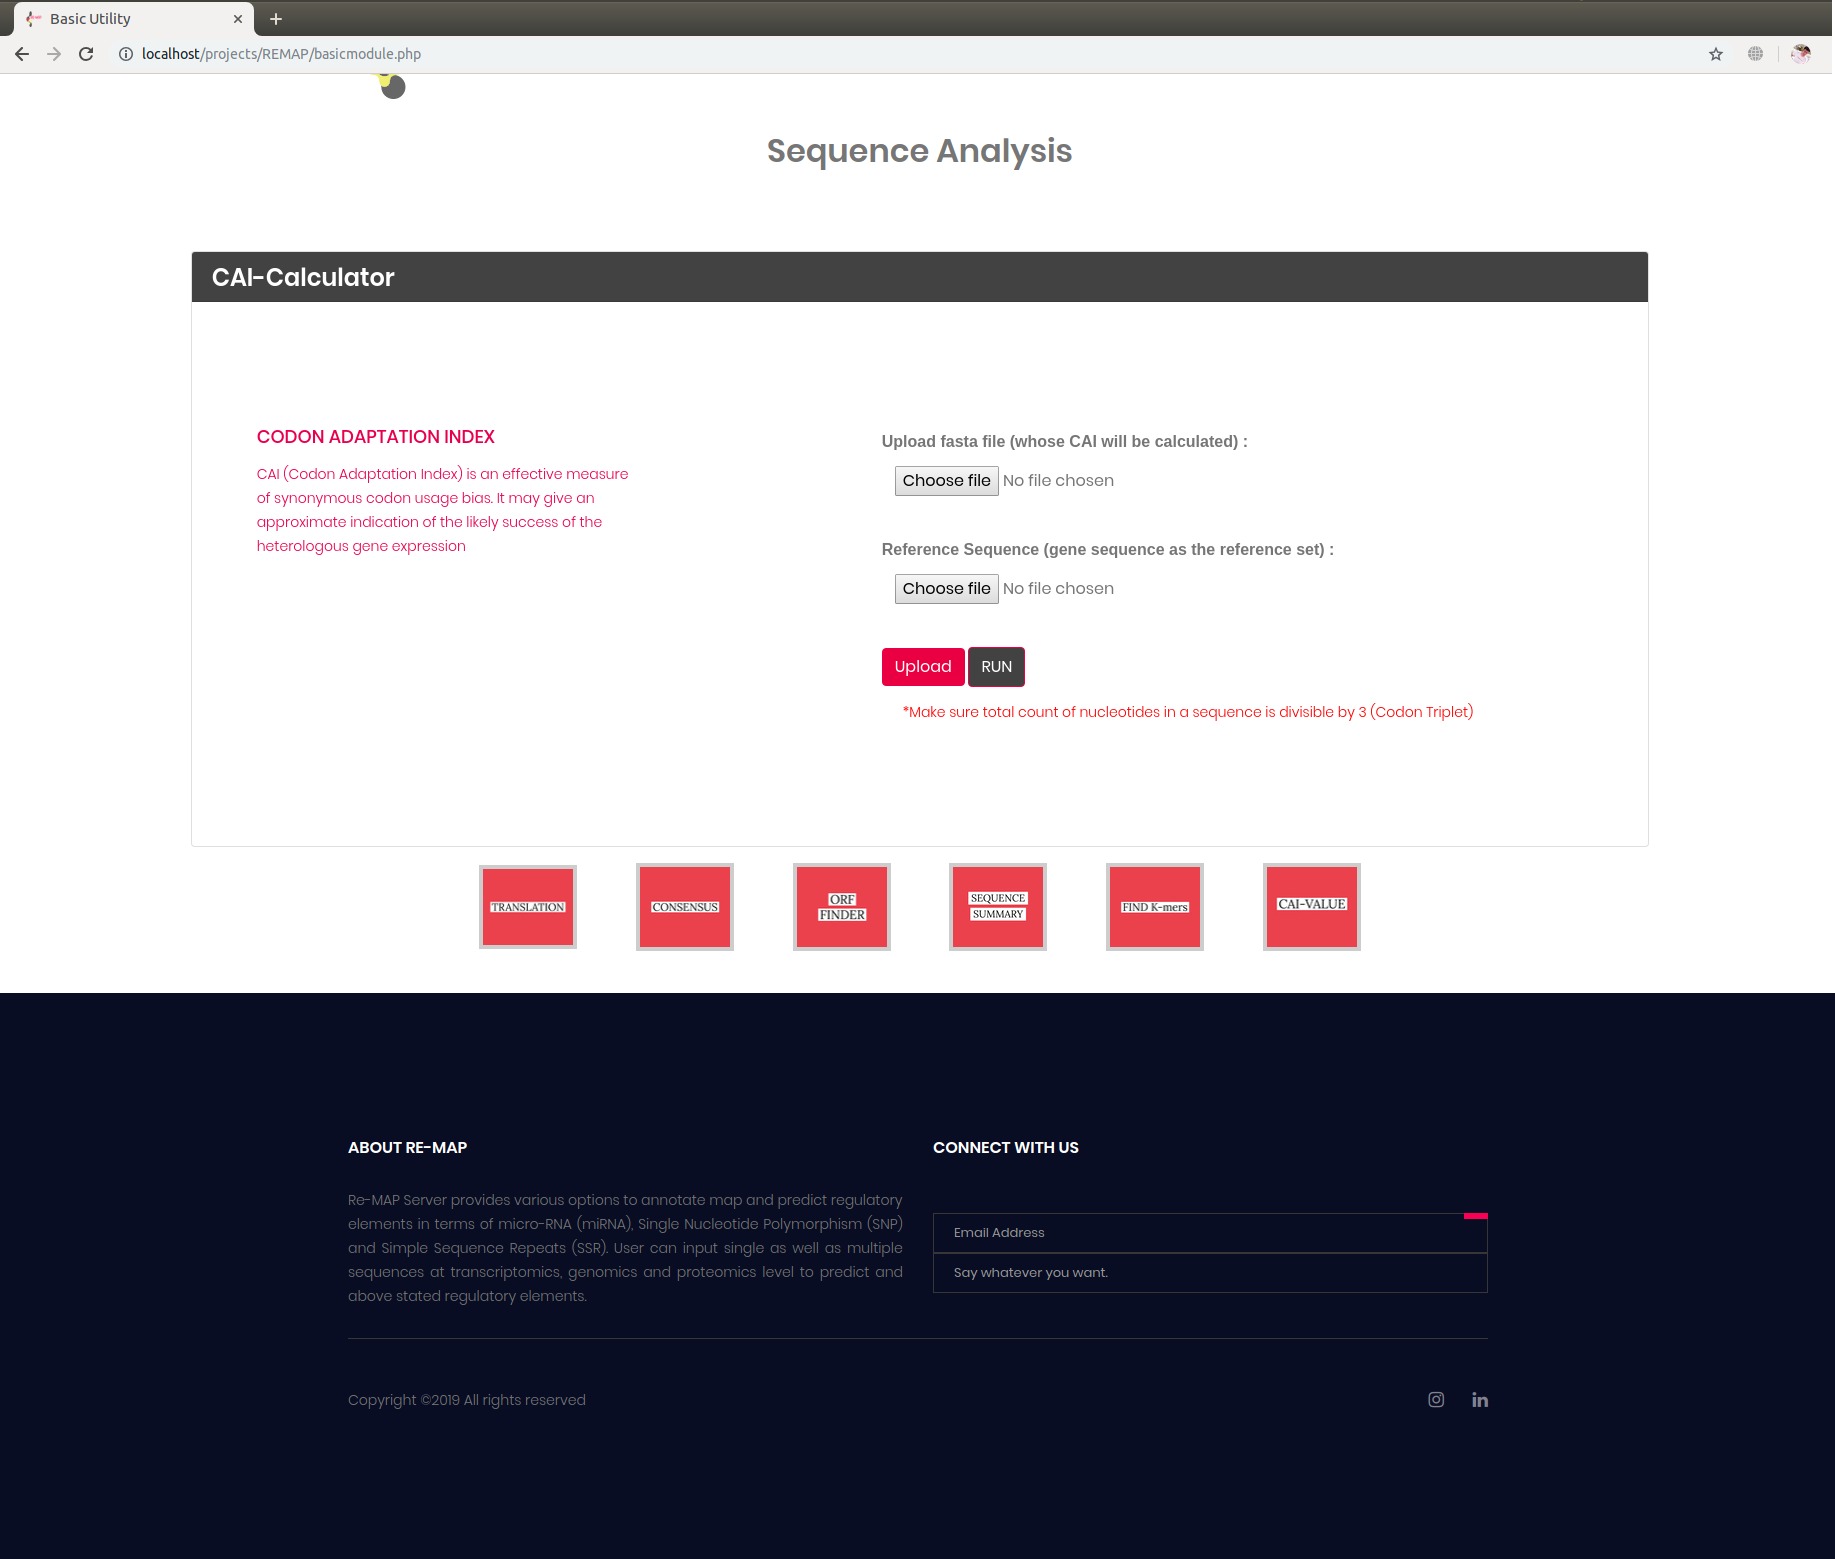 Basic Utility
localhost/projects/REMAP/basicmodule.php
Sequence Analysis
CAI-Calculator
CODON ADAPTATION INDEX
CAI (Codon Adaptation Index) is an effective measure
of synonymous codon usage bias. It may give an
approximate indication of the likely success of the
heterologous gene expression
Upload fasta file (whose CAI will be calculated) :
Choose file No file chosen
Reference Sequence (gene sequence as the reference set) :
Choose file No file chosen
Upload RUN
*Make sure total count of nucleotides in a sequence is divisible by 3 (Codon Triplet)
TRANSLATION
CONSENSUS
ORF
FINDER
SEQUENCE
SUMMARY
FIND K-mers
CAI-VALUE
ABOUT RE-MAP
Re-MAP Server provides various options to annotate map and predict regulatory
elements in terms of micro-RNA (miRNA), Single Nucleotide Polymorphism (SNP)
and Simple Sequence Repeats (SSR). User can input single as well as multiple
sequences at transcriptomics, genomics and proteomics level to predict and
above stated regulatory elements.
CONNECT WITH US
Email Address
Say whatever you want.
Copyright ©2019 All rights reserved